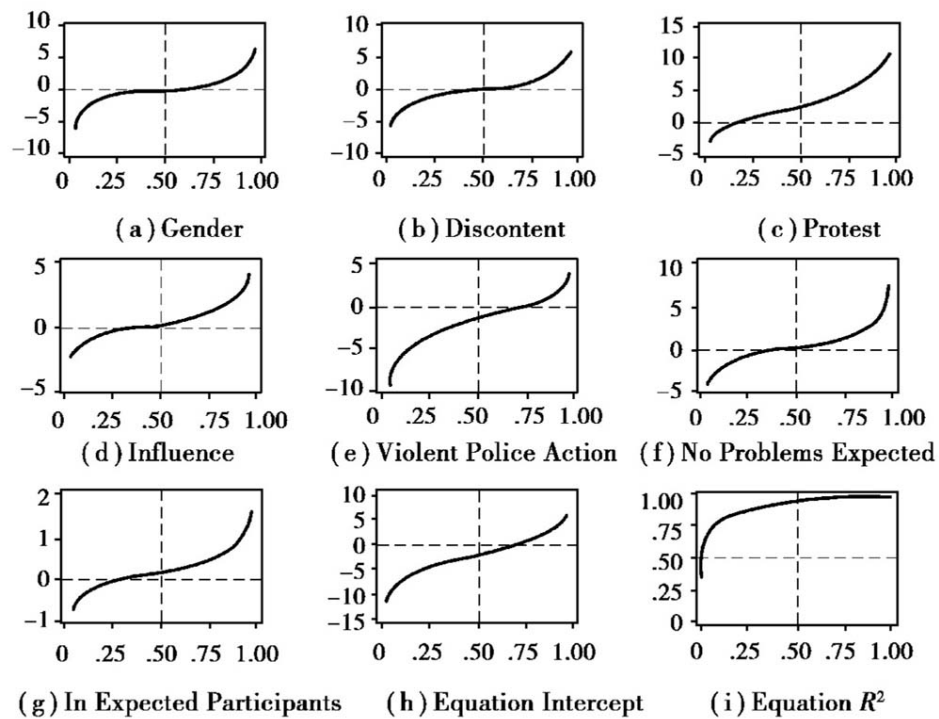 10
5
0
−5
−10
0 .25 .50 .75 1.00
(a) Gender
10
5
0
−5
−10
0 .25 .50 .75 1.00
(b) Discontent
15
10
5
0
−5
0 .25 .50 .75 1.00
(c) Protest
5
0
−5
0 .25 .50 .75 1.00
(d) Influence
5
0
−5
−10
0 .25 .50 .75 1.00
(e) Violent Police Action
10
5
0
−5
0 .25 .50 .75 1.00
(f) No Problems Expected
2
1
0
−1
0 .25 .50 .75 1.00
(g) In Expected Participants
10
5
0
−5
−10
−15
0 .25 .50 .75 1.00
(h) Equation Intercept
1.00
.75
.50
.25
0
0 .25 .50 .75 1.00
(i) Equation R²